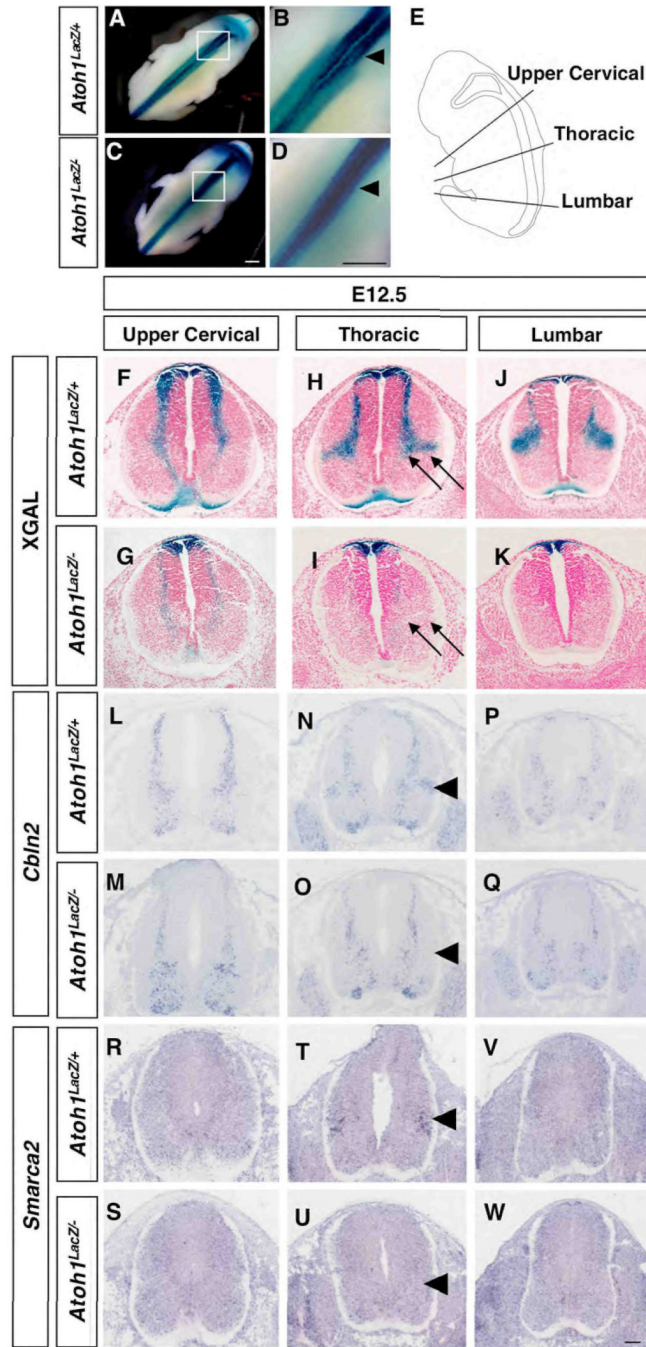 Atoh1LacZ/+
A
B
E
Upper Cervical
Thoracic
Lumbar
Atoh1LacZ/-
C
D
E12.5
Upper Cervical
Thoracic
Lumbar
XGAL
Atoh1LacZ/+
F
H
J
Atoh1LacZ/-
G
I
K
Cbln2
Atoh1LacZ/+
L
N
P
Atoh1LacZ/-
M
O
Q
Smarca2
Atoh1LacZ/+
R
T
V
Atoh1LacZ/-
S
U
W